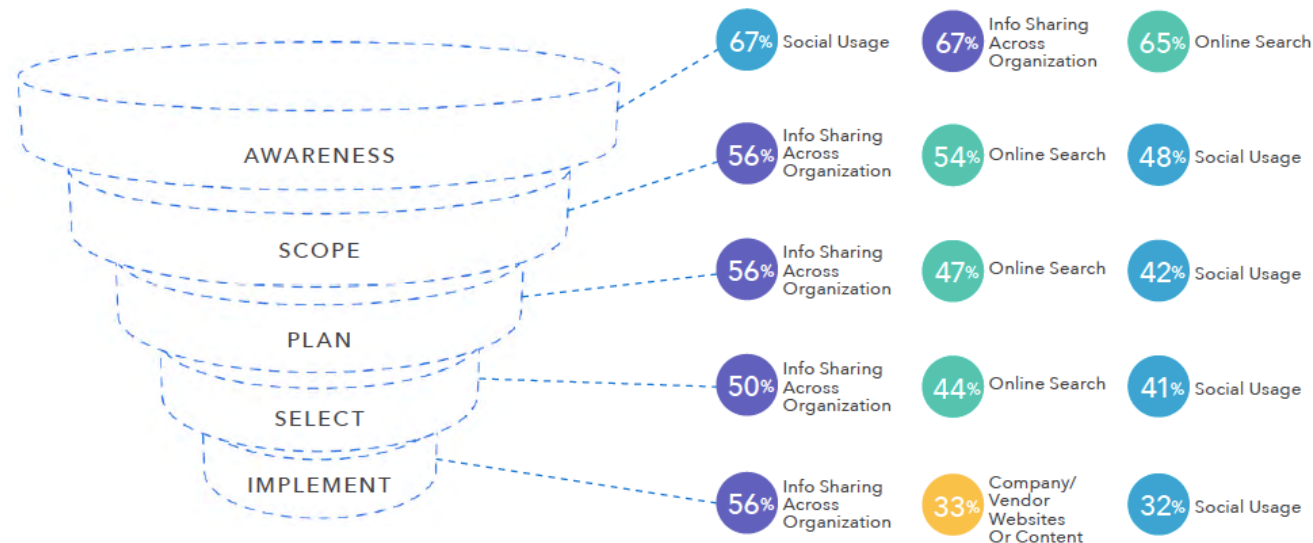 67% Social Usage
67% Info Sharing
Across
Organization
65% Online Search
AWARENESS
56% Info Sharing
Across
Organization
54% Online Search
48% Social Usage
SCOPE
56% Info Sharing
Across
Organization
47% Online Search
42% Social Usage
PLAN
50% Info Sharing
Across
Organization
44% Online Search
41% Social Usage
SELECT
56% Info Sharing
Across
Organization
33% Company/
Vendor
Websites
Or Content
32% Social Usage
IMPLEMENT